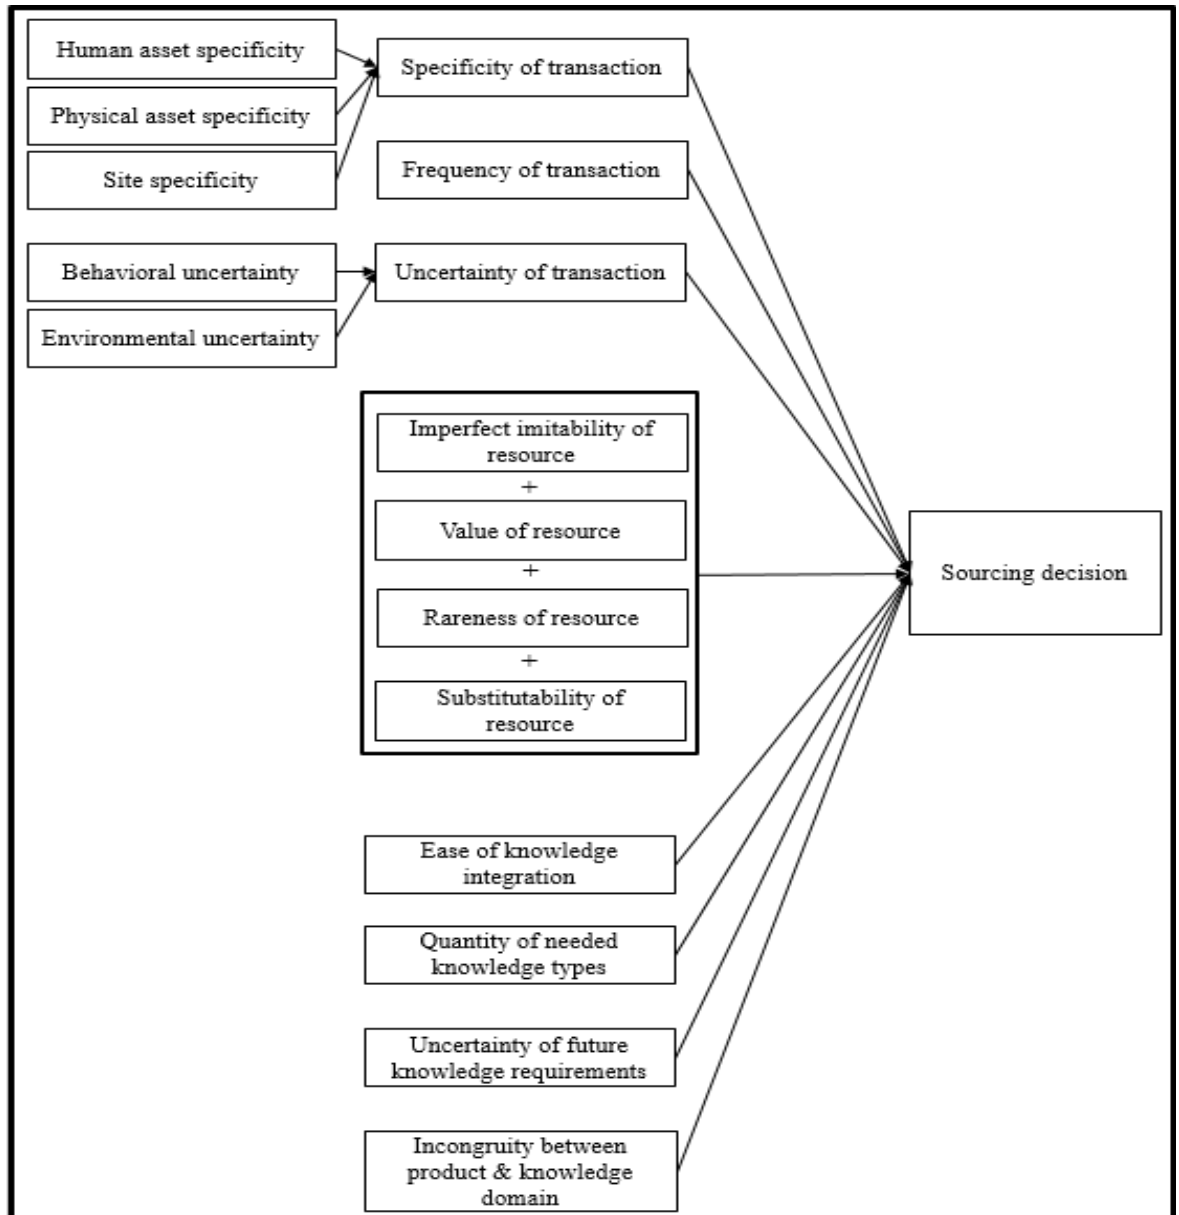 Human asset specificity
Specificity of transaction
Physical asset specificity
Site specificity
Frequency of transaction
Behavioral uncertainty
Uncertainty of transaction
Environmental uncertainty
Imperfect imitability of
resource
+
Value of resource
+
Rareness of resource
+
Substitutability of
resource
Sourcing decision
Ease of knowledge
integration
Quantity of needed
knowledge types
Uncertainty of future
knowledge requirements
Incongruity between
product & knowledge
domain